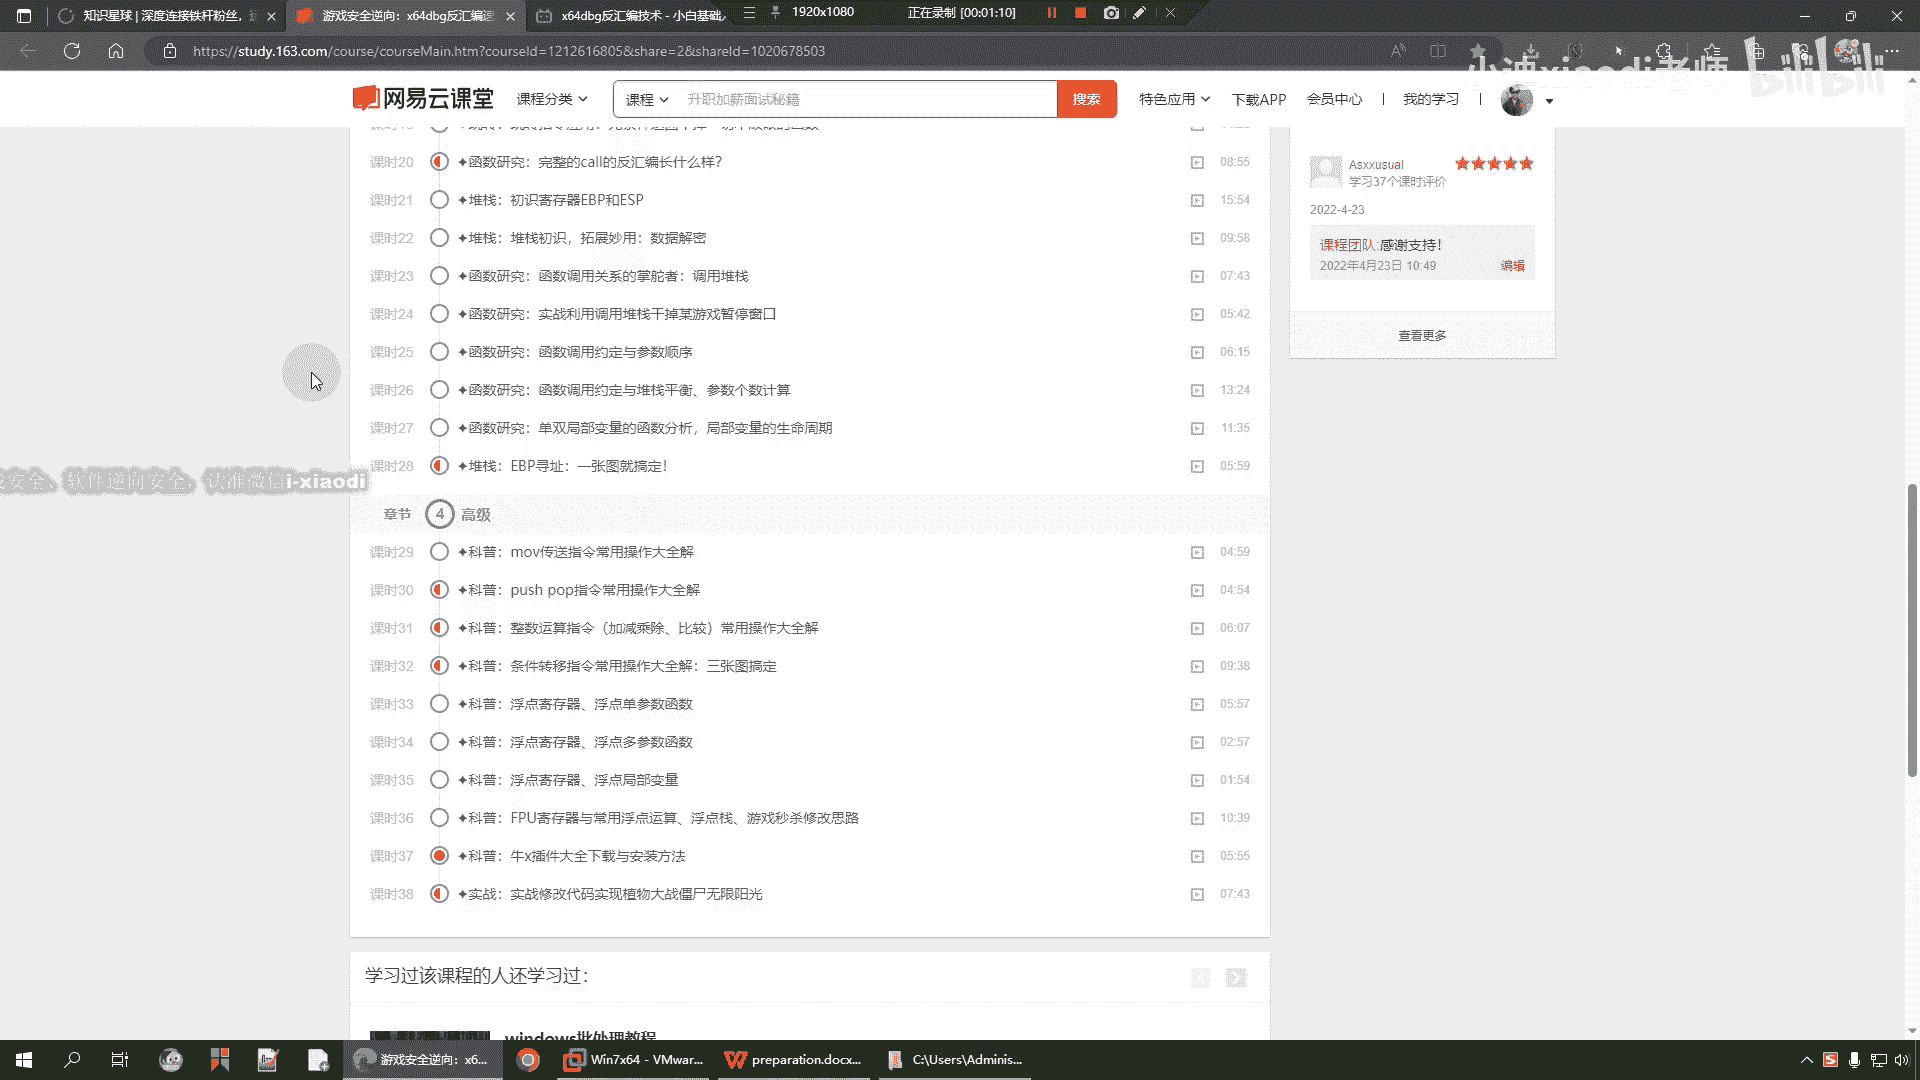 知识星球 | 深度连接铁杆粉丝，
游戏安全逆向：x64dbg反汇编速
x64dbg反汇编技术 - 小白基础
1920x1080
正在录制 [00:01:10]
https://study.163.com/course/courseMain.htm?courseId=1212616805&share=2&shareId=1020678503
小迪xiaodi老师
bilibili
网易云课堂
课程分类
课程
升职加薪面试秘籍
搜索
特色应用
下载APP
会员中心
我的学习
课时20
✦函数研究：完整的call的反汇编长什么样？
08:55
课时21
✦堆栈：初识寄存器EBP和ESP
15:54
课时22
✦堆栈：堆栈初识，拓展妙用：数据解密
09:58
课时23
✦函数研究：函数调用关系的掌舵者：调用堆栈
07:43
课时24
✦函数研究：实战利用调用堆栈干掉某游戏暂停窗口
05:42
课时25
✦函数研究：函数调用约定与参数顺序
06:15
课时26
✦函数研究：函数调用约定与堆栈平衡、参数个数计算
13:24
课时27
✦函数研究：单双局部变量的函数分析，局部变量的生命周期
11:35
课时28
✦堆栈：EBP寻址：一张图就搞定！
05:59
安全、软件逆向安全，认准微信i-xiaodi
章节
4
高级
课时29
✦科普：mov传送指令常用操作大全解
04:59
课时30
✦科普：push pop指令常用操作大全解
04:54
课时31
✦科普：整数运算指令（加减乘除、比较）常用操作大全解
06:07
课时32
✦科普：条件转移指令常用操作大全解：三张图搞定
09:38
课时33
✦科普：浮点寄存器、浮点单参数函数
05:57
课时34
✦科普：浮点寄存器、浮点多参数函数
02:57
课时35
✦科普：浮点寄存器、浮点局部变量
01:54
课时36
✦科普：FPU寄存器与常用浮点运算、浮点栈、游戏秒杀修改思路
10:39
课时37
✦科普：牛x插件大全下载与安装方法
05:55
课时38
✦实战：实战修改代码实现植物大战僵尸无限阳光
07:43
Asxxusual
学习37个课时评价
2022-4-23
课程团队:感谢支持！
2022年4月23日 10:49
编辑
查看更多
学习过该课程的人还学习过：
windows批处理教程
游戏安全逆向：x6...
Win7x64 - VMwar...
preparation.docx...
C:\Users\Adminis...